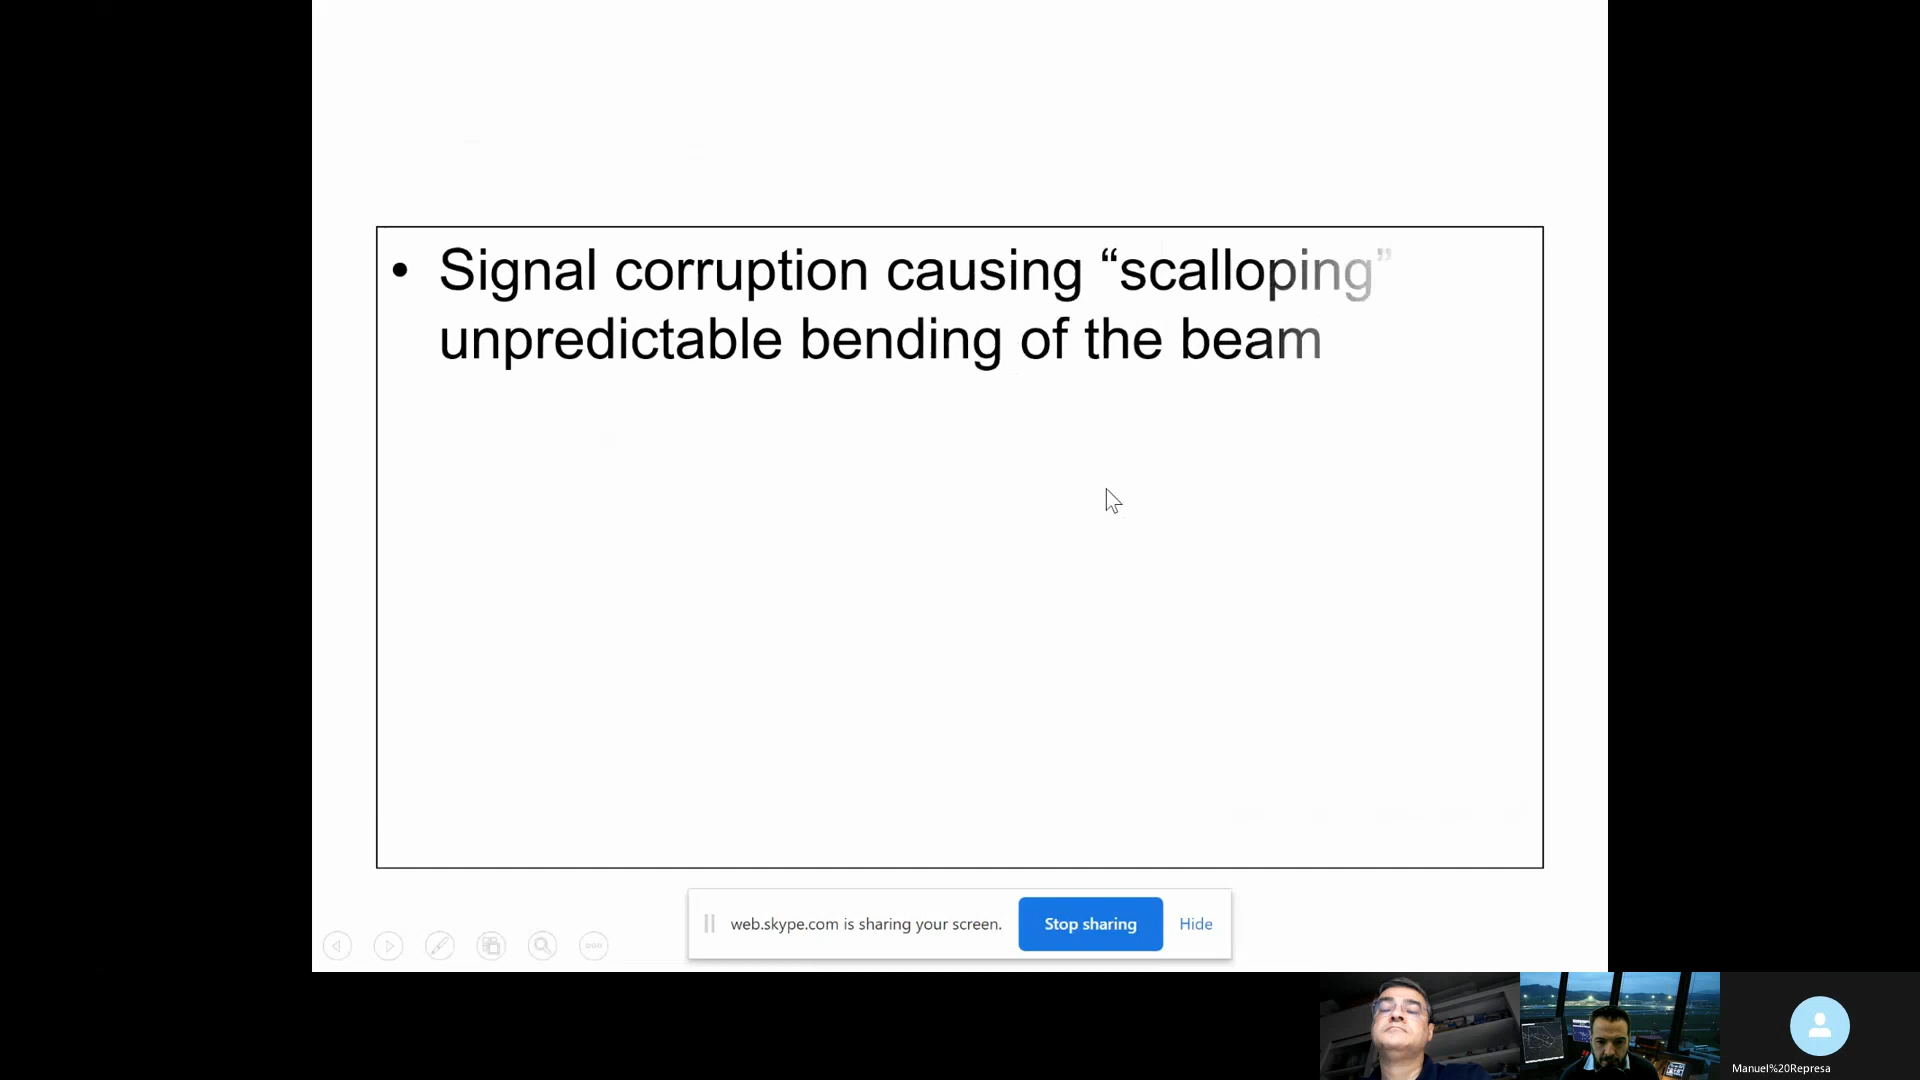 • Signal corruption causing “scalloping”
unpredictable bending of the beam
web.skype.com is sharing your screen.
Stop sharing
Hide
Manuel%20Represa